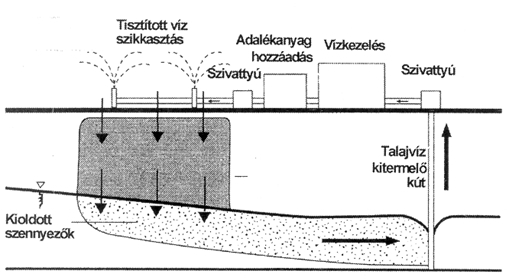 Tisztított víz
szikkasztás
Adalékanyag
hozzáadás
Vízkezelés
Szivattyú
Szivattyú
Talajvíz
kitermelő
kút
Kioldott
szennyezők